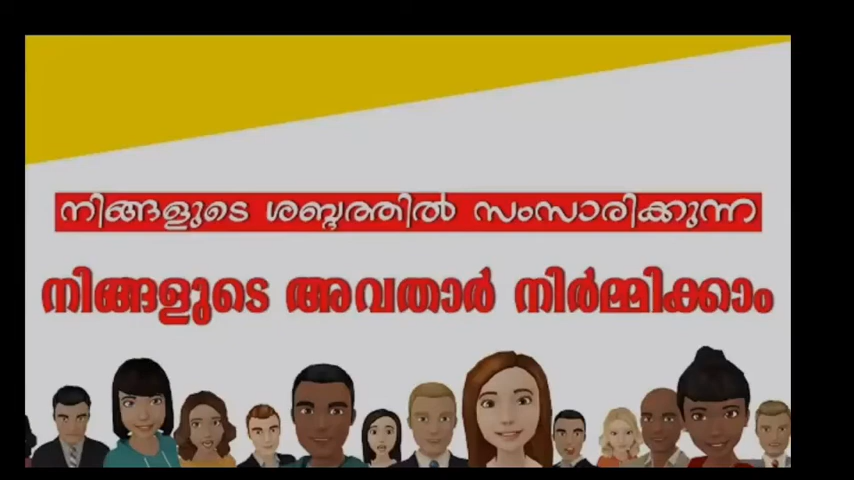 നിങ്ങളുടെ ശബ്ദത്തിൽ സംസാരിക്കുന്ന
നിങ്ങളുടെ അവതാർ നിർമ്മിക്കാം